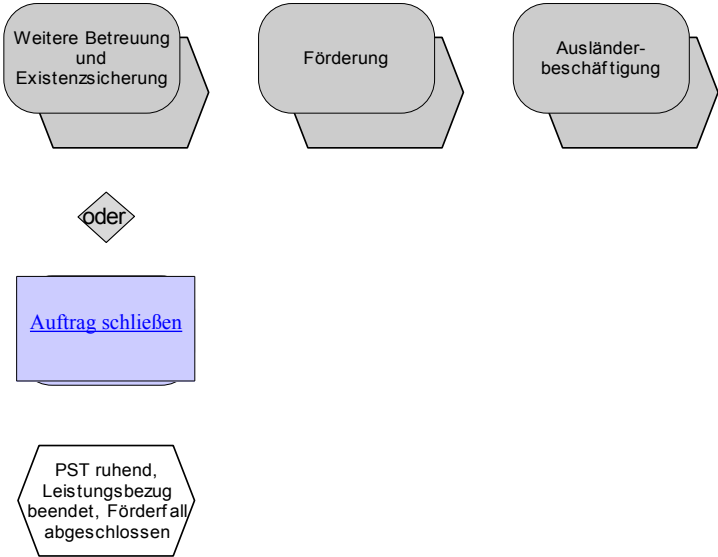 Weitere Betreuung
und
Existenzsicherung
Förderung
Ausländer-
beschäftigung
oder
Auftrag schließen
PST ruhend,
Leistungsbezug
beendet, Förderfall
abgeschlossen